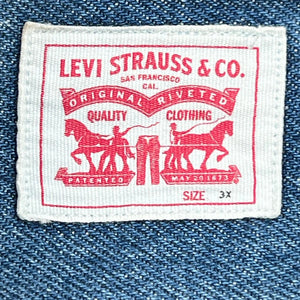 LEVI STRAUSS & CO.
SAN FRANCISCO
CAL.
ORIGINAL RIVETED
QUALITY CLOTHING
PATENTED MAY 20 1873
SIZE 3X